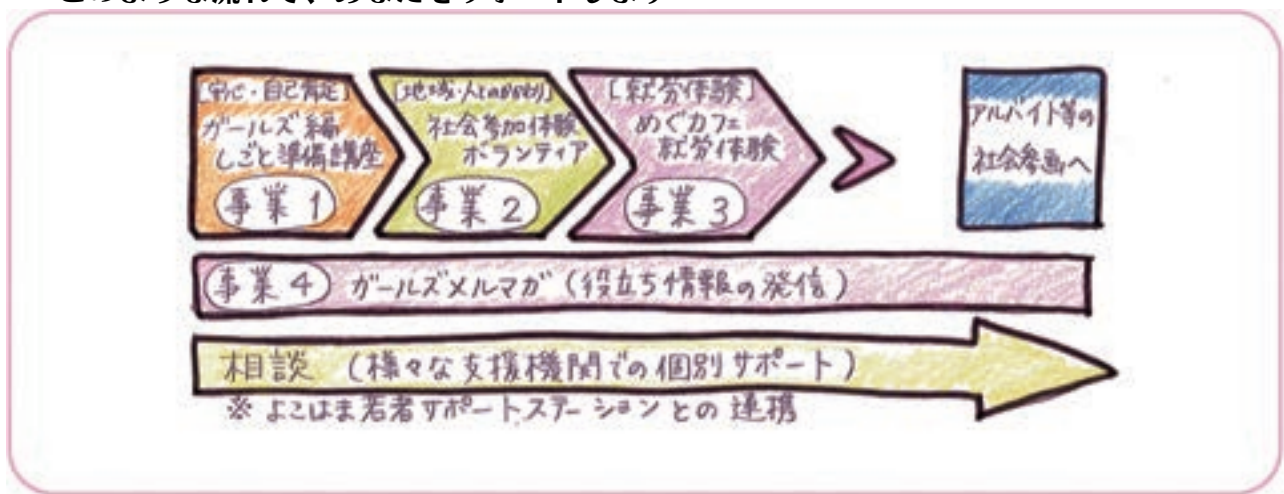 このような流れで、あなたをサポートします
[安心・自己肯定]
ガールズ編
しごと準備講座
事業1
[地域・人とのかかわり]
社会参加体験
ボランティア
事業2
[就労体験]
めぐカフェ
就労体験
事業3
アルバイト等の
社会参画へ
事業4 ガールズメルマガ(役立ち情報の発信)
相談 (様々な支援機関での個別サポート)
※よこはま若者サポートステーションとの連携